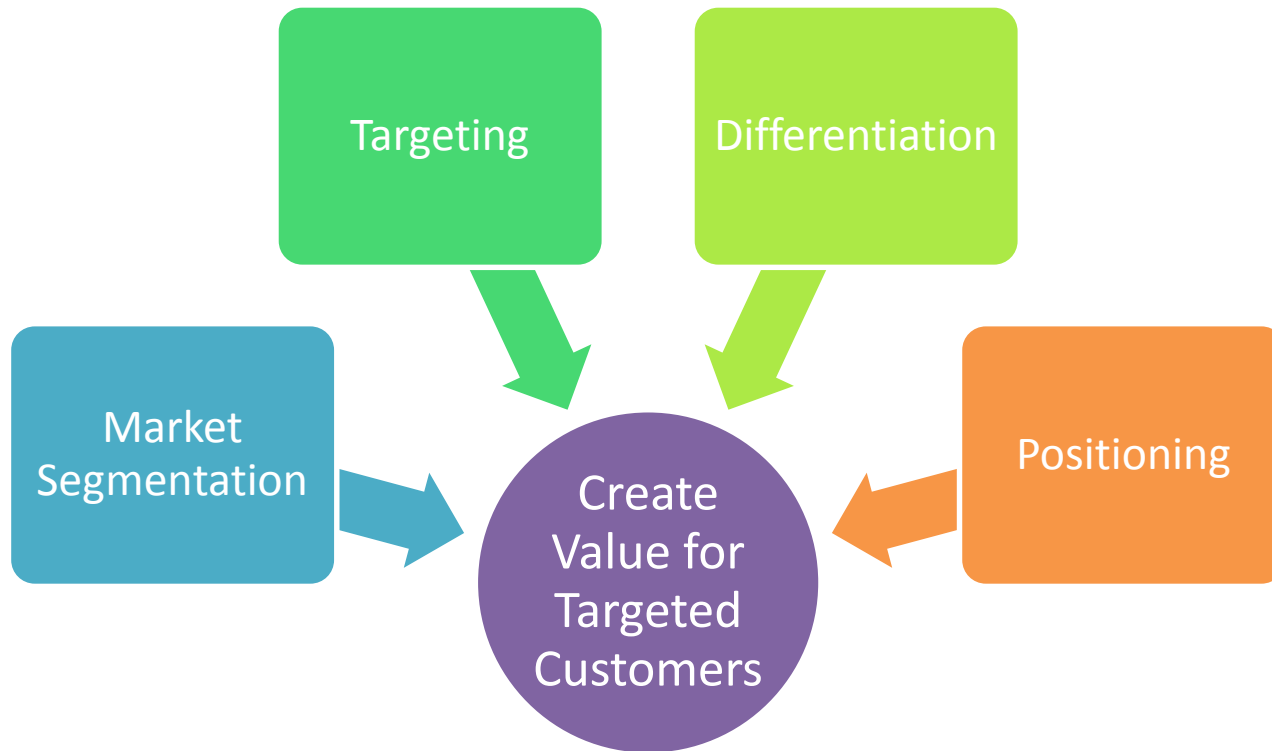 Targeting
Differentiation
Market
Segmentation
Positioning
Create
Value for
Targeted
Customers